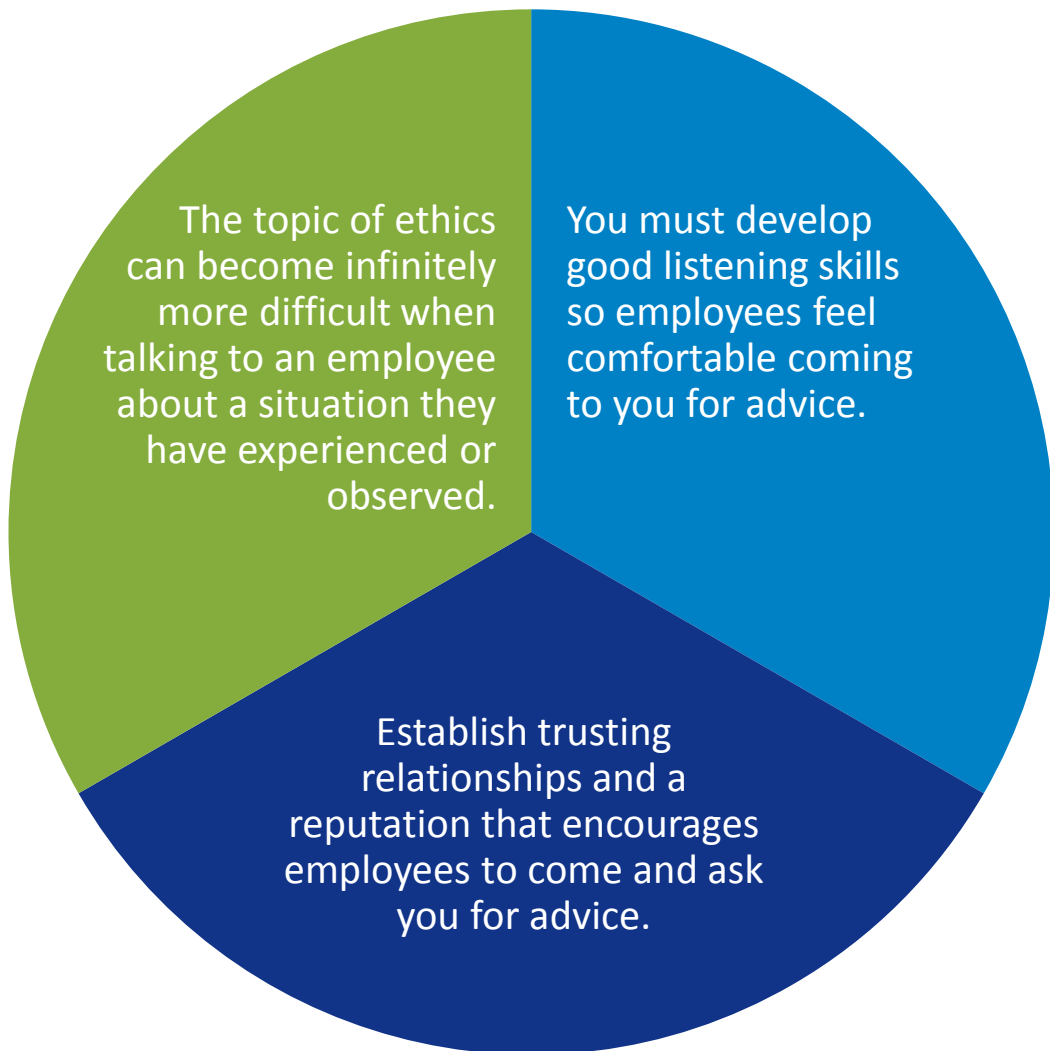 The topic of ethics
can become infinitely
more difficult when
talking to an employee
about a situation they
have experienced or
observed.
You must develop
good listening skills
so employees feel
comfortable coming
to you for advice.
Establish trusting
relationships and a
reputation that encourages
employees to come and ask
you for advice.